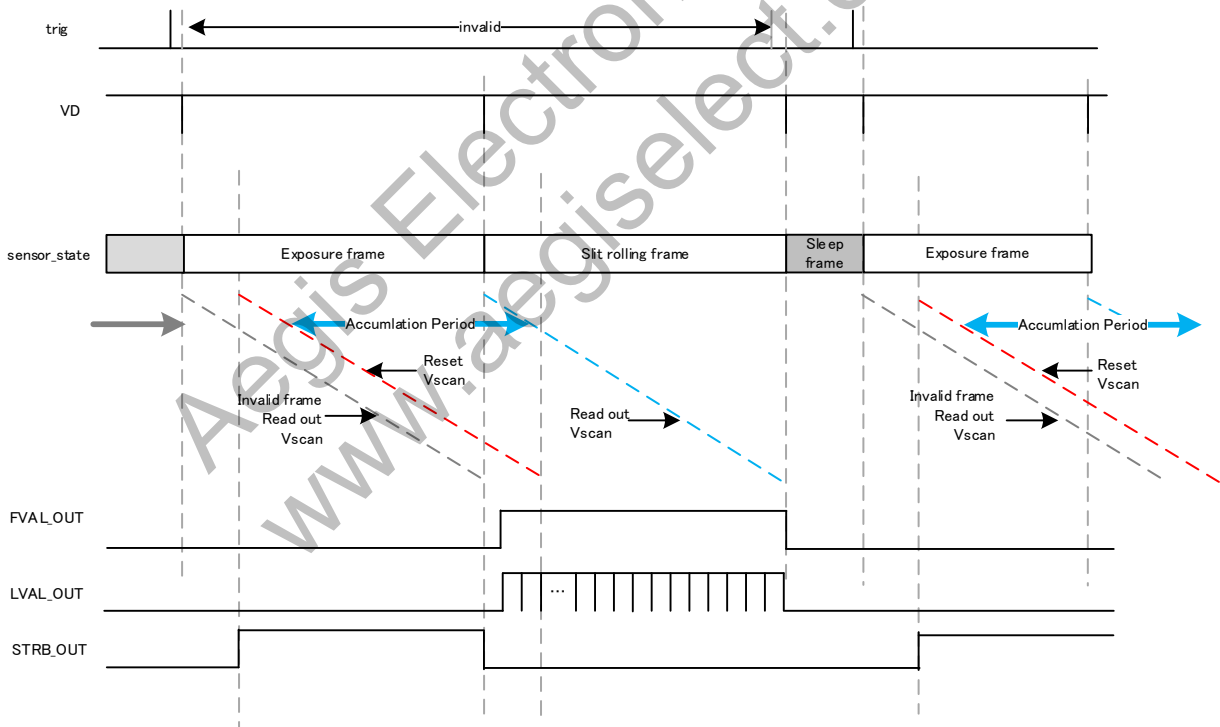 trig
invalid
VD
sensor_state
Exposure frame
Slit rolling frame
Sleep
frame
Exposure frame
Accumlation Period
Accumlation Period
Reset
Vscan
Reset
Vscan
Invalid frame
Read out
Vscan
Read out
Vscan
Invalid frame
Read out
Vscan
FVAL_OUT
LVAL_OUT
...
STRB_OUT
Aegis Electron
www.aegiselect.c